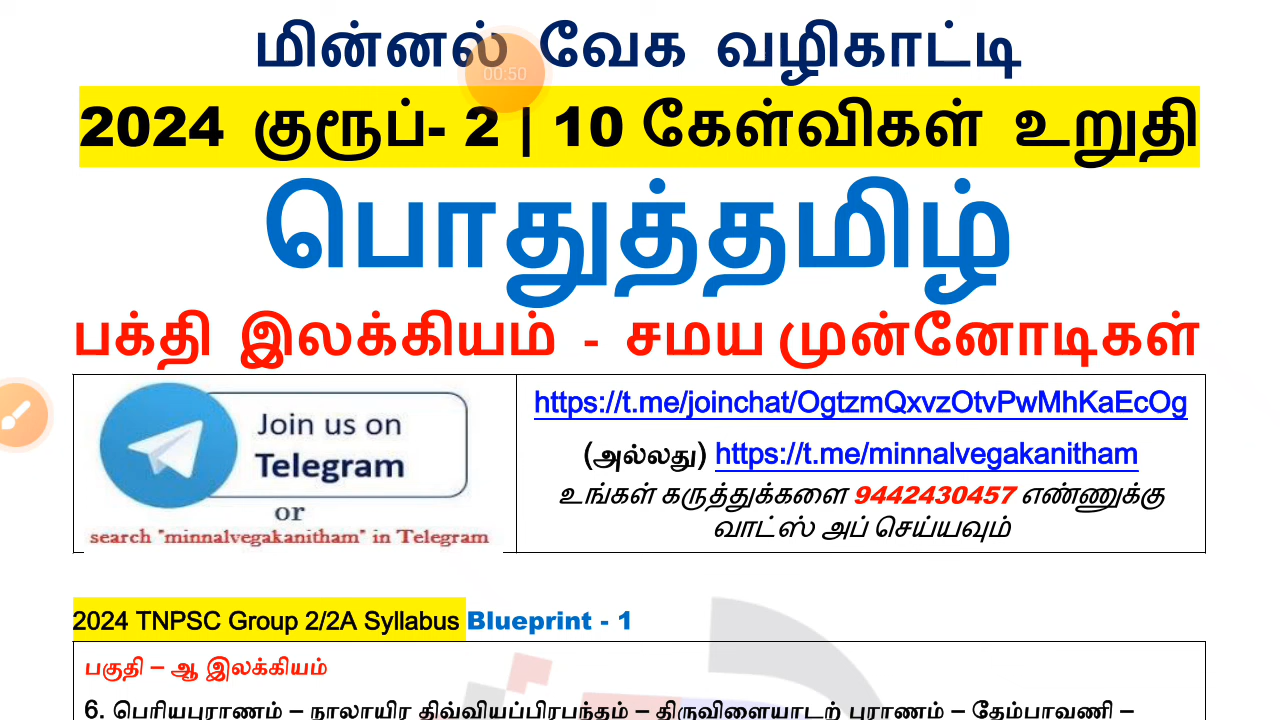 மின்னல் வேக வழிகாட்டி
00:50
2024 குரூப்- 2 | 10 கேள்விகள் உறுதி
பொதுத்தமிழ்
பக்தி இலக்கியம் - சமய முன்னோடிகள்
Join us on
Telegram
or
search "minnalvegakanitham" in Telegram
https://t.me/joinchat/OgtzmQxvzOtvPwMhKaEcOg
(அல்லது) https://t.me/minnalvegakanitham
உங்கள் கருத்துக்களை 9442430457 எண்ணுக்கு
வாட்ஸ் அப் செய்யவும்
2024 TNPSC Group 2/2A Syllabus Blueprint - 1
பகுதி – ஆ இலக்கியம்
6. பெரியபுராணம் – நாலாயிர திவ்வியப்பிரபந்தம் – திருவிளையாடற் புராணம் – தேம்பாவணி –